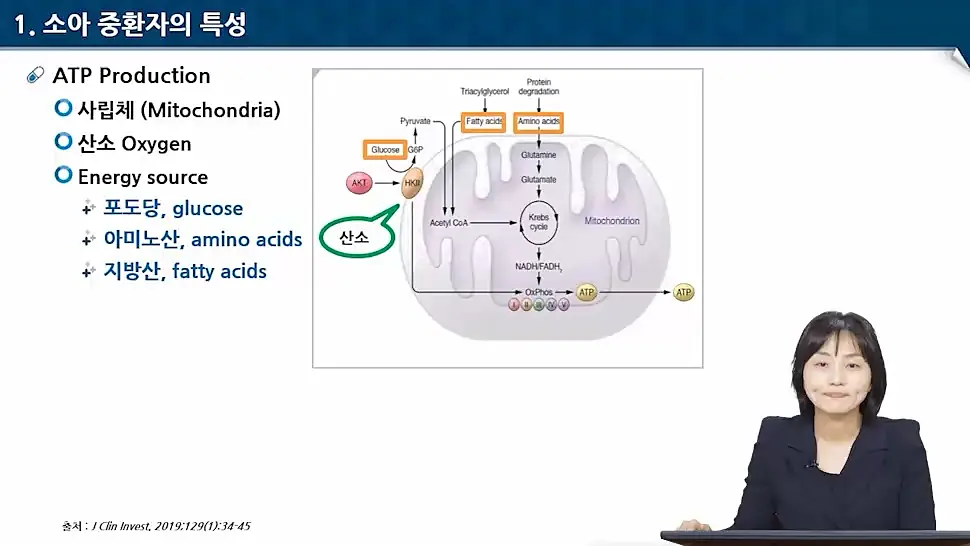 1. 소아 중환자의 특성
ATP Production
사립체 (Mitochondria)
산소 Oxygen
Energy source
포도당, glucose
아미노산, amino acids
지방산, fatty acids
Triacylglycerol
Protein
degradation
Pyruvate
Fatty acids
Amino acids
Glucose
G6P
Glutamine
AKT
HKII
Glutamate
산소
Acetyl CoA
Krebs
cycle
Mitochondrion
NADH/FADH₂
OxPhos
ATP
ATP
I II III IV V
출처 : J Clin Invest, 2019;129(1):34-45